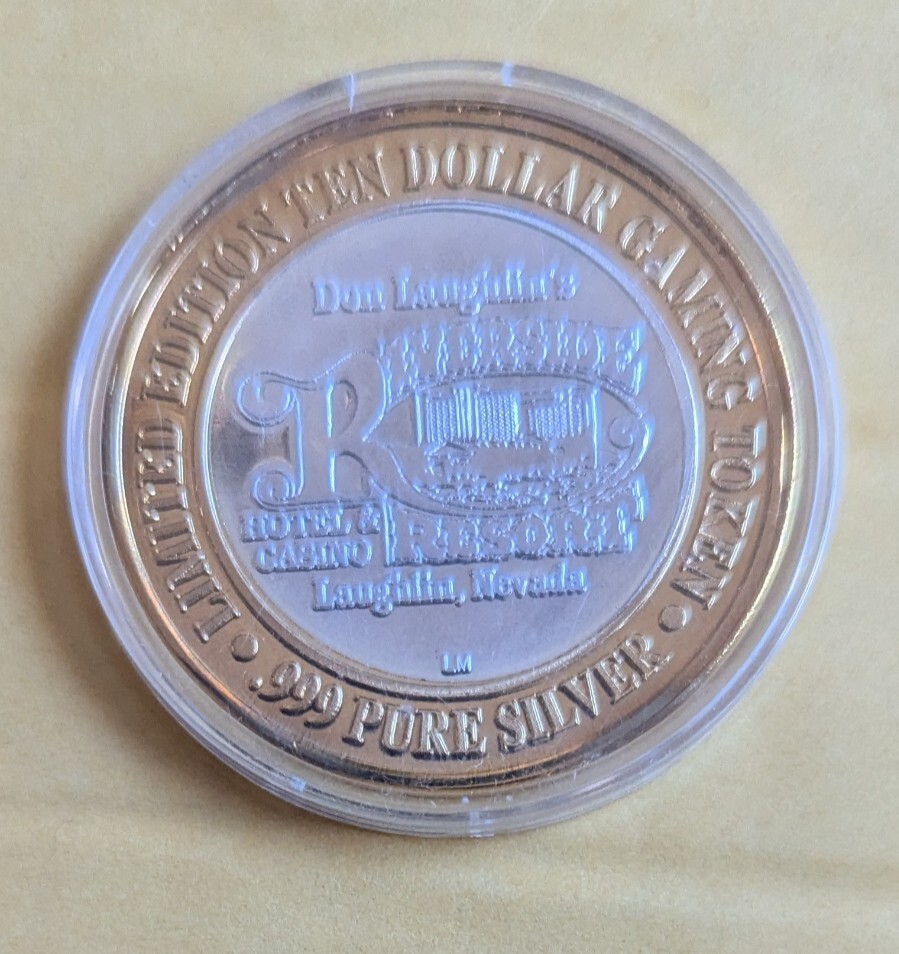 LIMITED EDITION TEN DOLLAR GAMING TOKEN
Don Laughlin's
RIVERSIDE
HOTEL &
CASINO
RESORT
Laughlin, Nevada
LM
.999 PURE SILVER